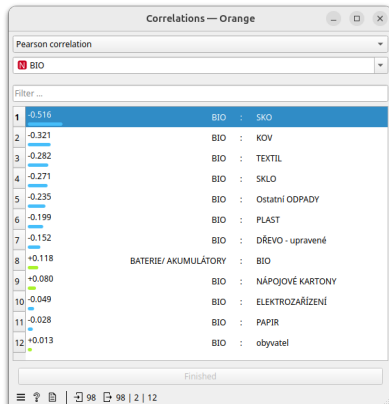 Correlations — Orange
Pearson correlation
N BIO
Filter ...
1 -0.516 BIO : SKO
2 -0.321 BIO : KOV
3 -0.282 BIO : TEXTIL
4 -0.271 BIO : SKLO
5 -0.235 BIO : Ostatní ODPADY
6 -0.199 BIO : PLAST
7 -0.152 BIO : DŘEVO - upravené
8 +0.118 BATERIE/ AKUMULÁTORY : BIO
9 +0.080 BIO : NÁPOJOVÉ KARTONY
10 -0.049 BIO : ELEKTROZAŘÍZENÍ
11 -0.028 BIO : PAPIR
12 +0.013 BIO : obyvatel
Finished
98 98 | 2 | 12